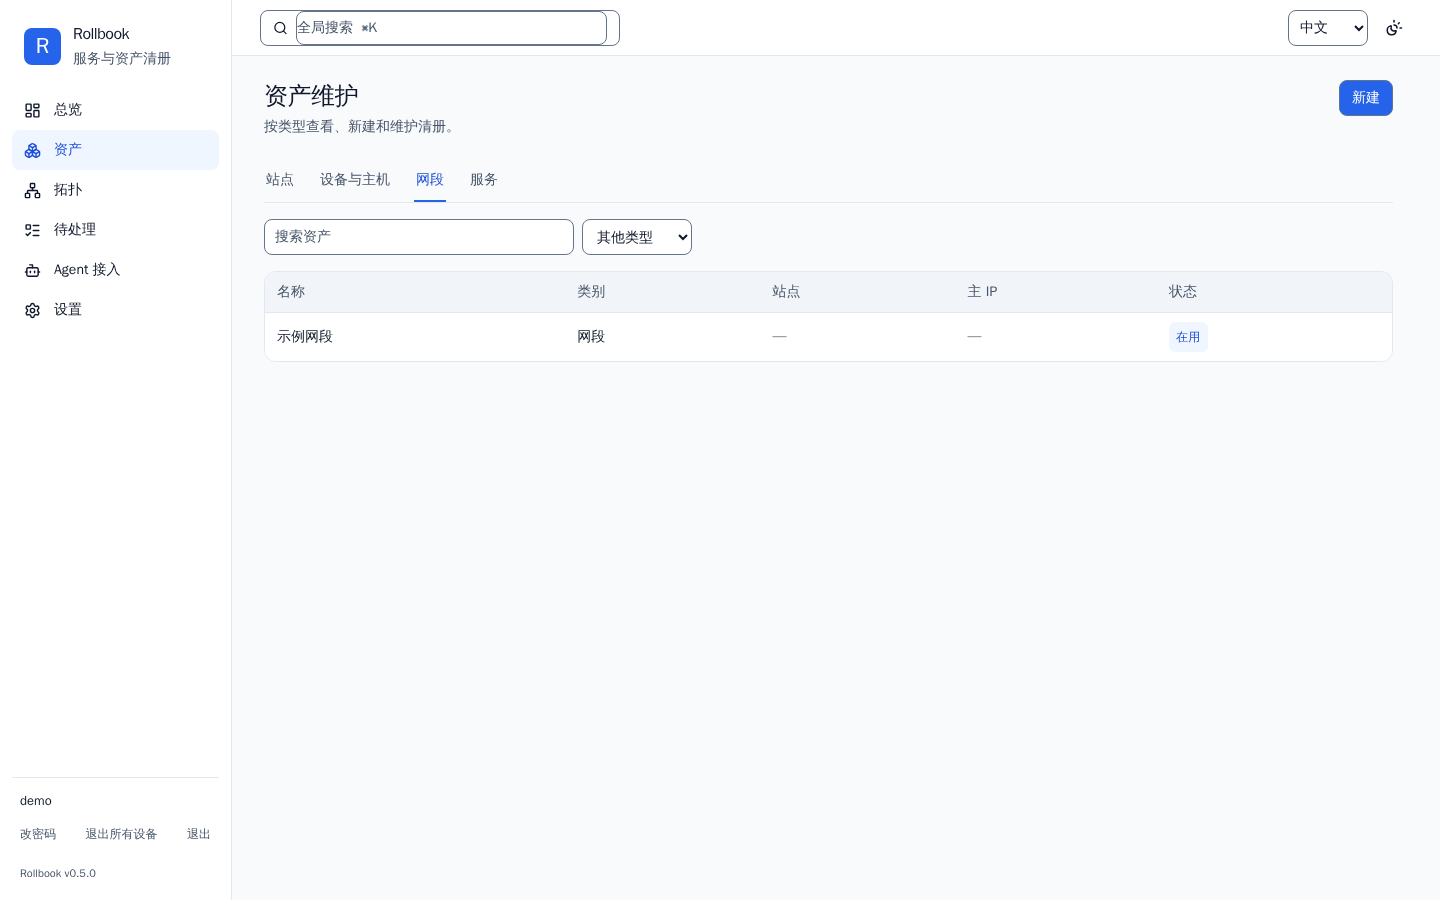 R
Rollbook
服务与资产清册
总览
资产
拓扑
待处理
Agent 接入
设置
demo
改密码 退出所有设备 退出
Rollbook v0.5.0
全局搜索 ⌘K
中文
资产维护
按类型查看、新建和维护清册。
新建
站点 设备与主机 网段 服务
搜索资产
其他类型
名称 类别 站点 主 IP 状态
示例网段 网段 — — 在用